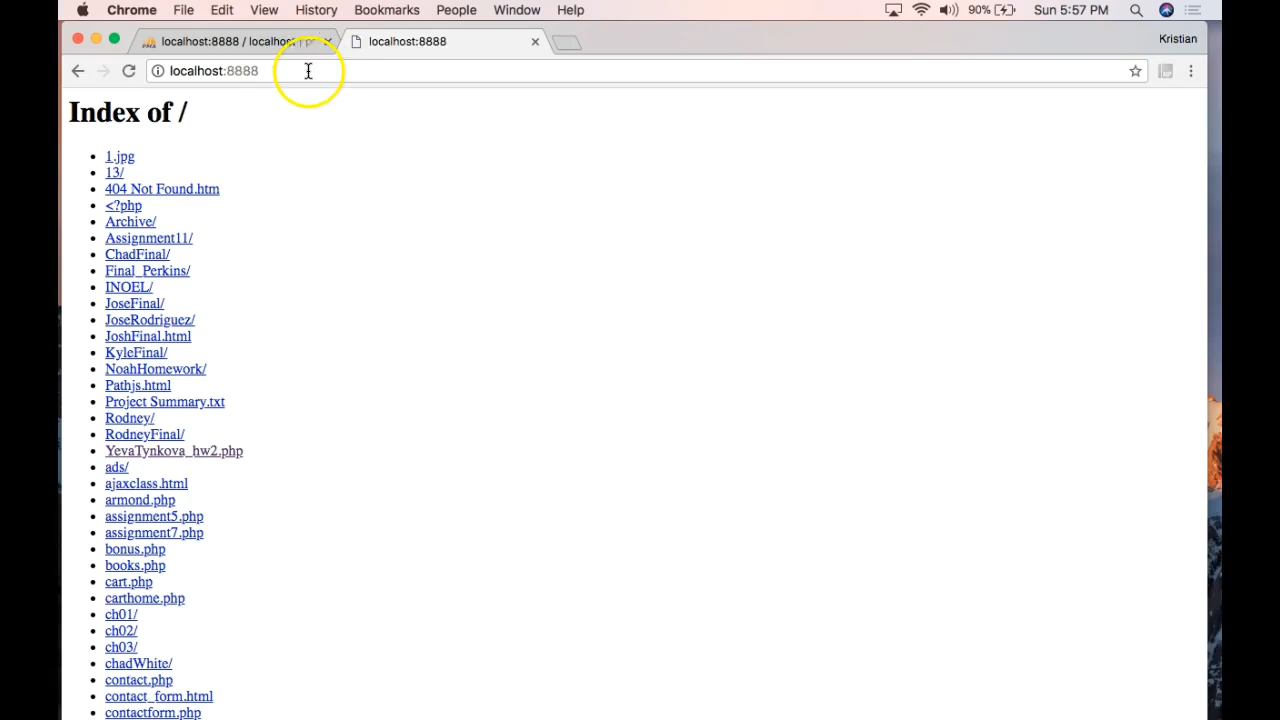 Chrome File Edit View History Bookmarks People Window Help 90% Sun 5:57 PM
localhost:8888 / localhost | localhost:8888 Kristian
localhost:8888
Index of /
1.jpg
13/
404 Not Found.htm
<?php
Archive/
Assignment11/
ChadFinal/
Final_Perkins/
INOEL/
JoseFinal/
JoseRodriguez/
JoshFinal.html
KyleFinal/
NoahHomework/
Pathjs.html
Project Summary.txt
Rodney/
RodneyFinal/
YevaTynkova_hw2.php
ads/
ajaxclass.html
armond.php
assignment5.php
assignment7.php
bonus.php
books.php
cart.php
carthome.php
ch01/
ch02/
ch03/
chadWhite/
contact.php
contact_form.html
contactform.php